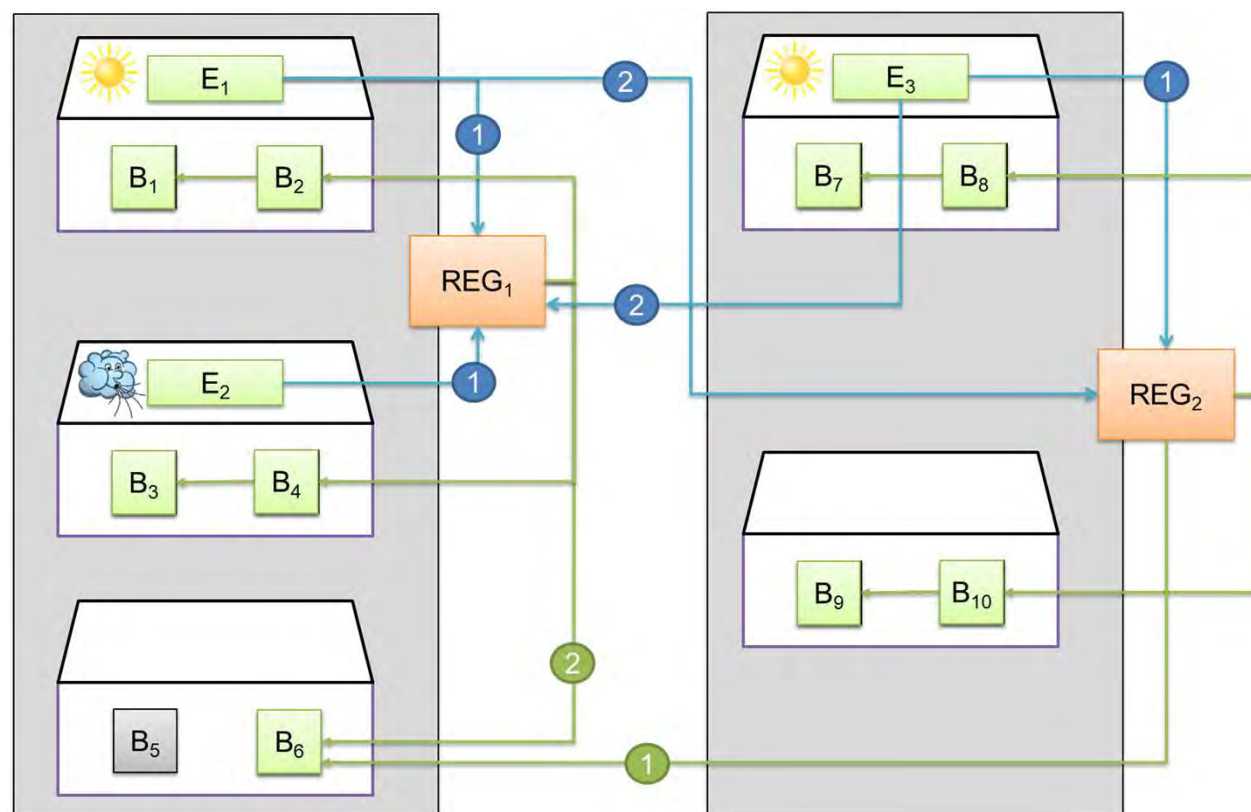 E₁
2
E₃
1
1
B₁
B₂
B₇
B₈
REG₁
2
E₂
1
REG₂
B₃
B₄
B₉
B₁₀
2
B₅
B₆
1